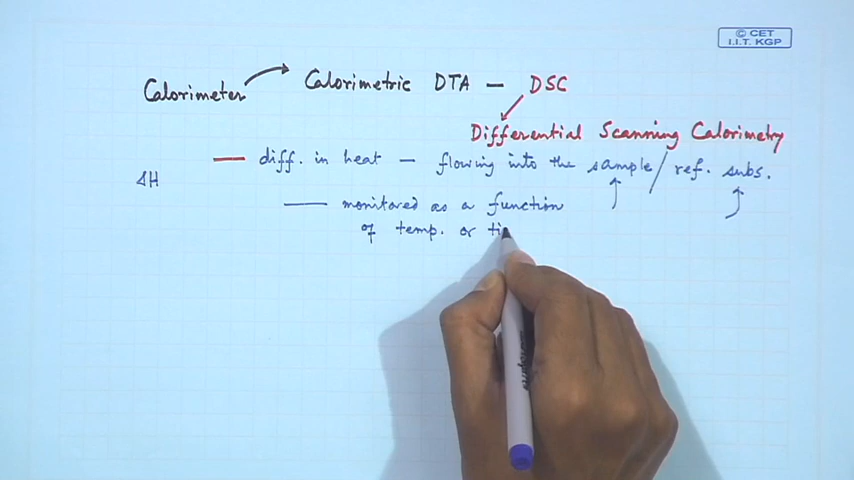 © CET
I.I.T. KGP
Calorimeter → Calorimetric DTA — DSC
Differential Scanning Calorimetry
— diff. in heat — flowing into the sample / ref. subs.
ΔH
— monitored as a function
of temp. or ti